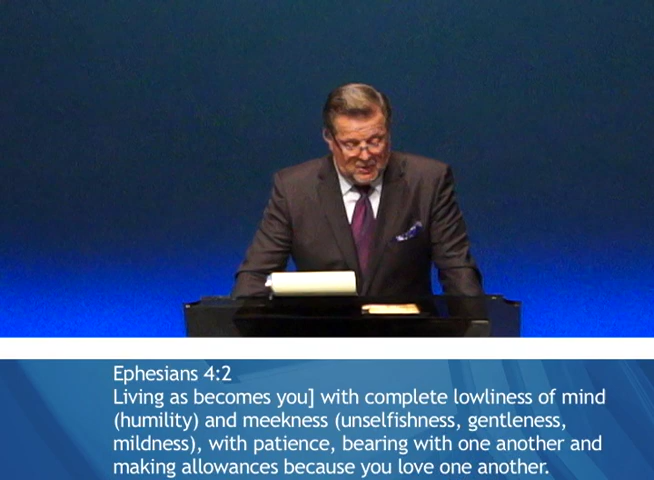 Ephesians 4:2
Living as becomes you] with complete lowliness of mind
(humility) and meekness (unselfishness, gentleness,
mildness), with patience, bearing with one another and
making allowances because you love one another.